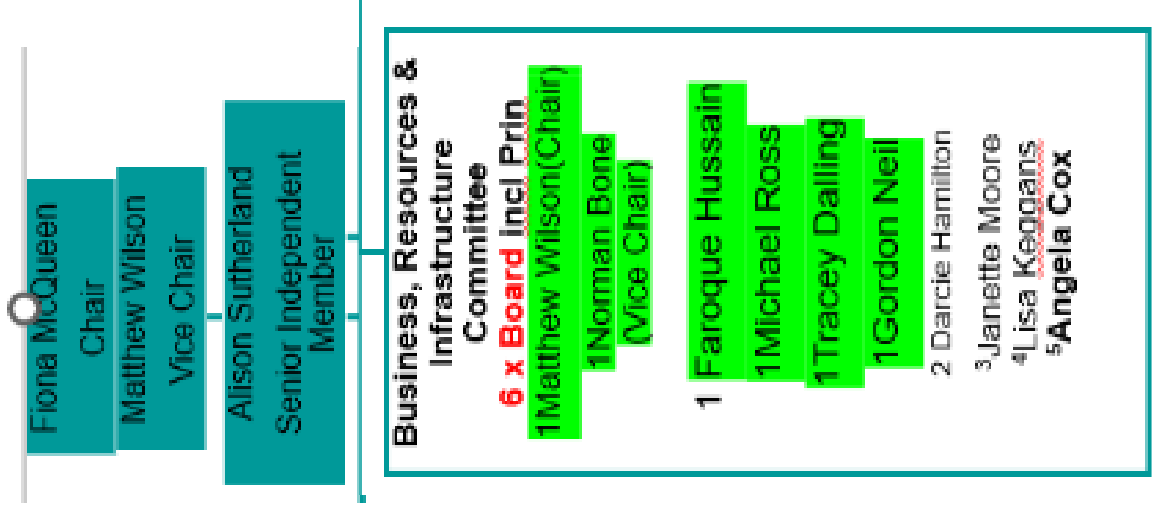 Fiona McQueen
Chair
Matthew Wilson
Vice Chair
Alison Sutherland
Senior Independent
Member
Business, Resources &
Infrastructure
Committee
6 x Board incl Prin
1Matthew Wilson(Chair)
1Norman Bone
(Vice Chair)
1 Faroque Hussain
1Michael Ross
1Tracey Dalling
1Gordon Neil
2 Darcie Hamilton
³Janette Moore
⁴Lisa Keggans
⁵Angela Cox